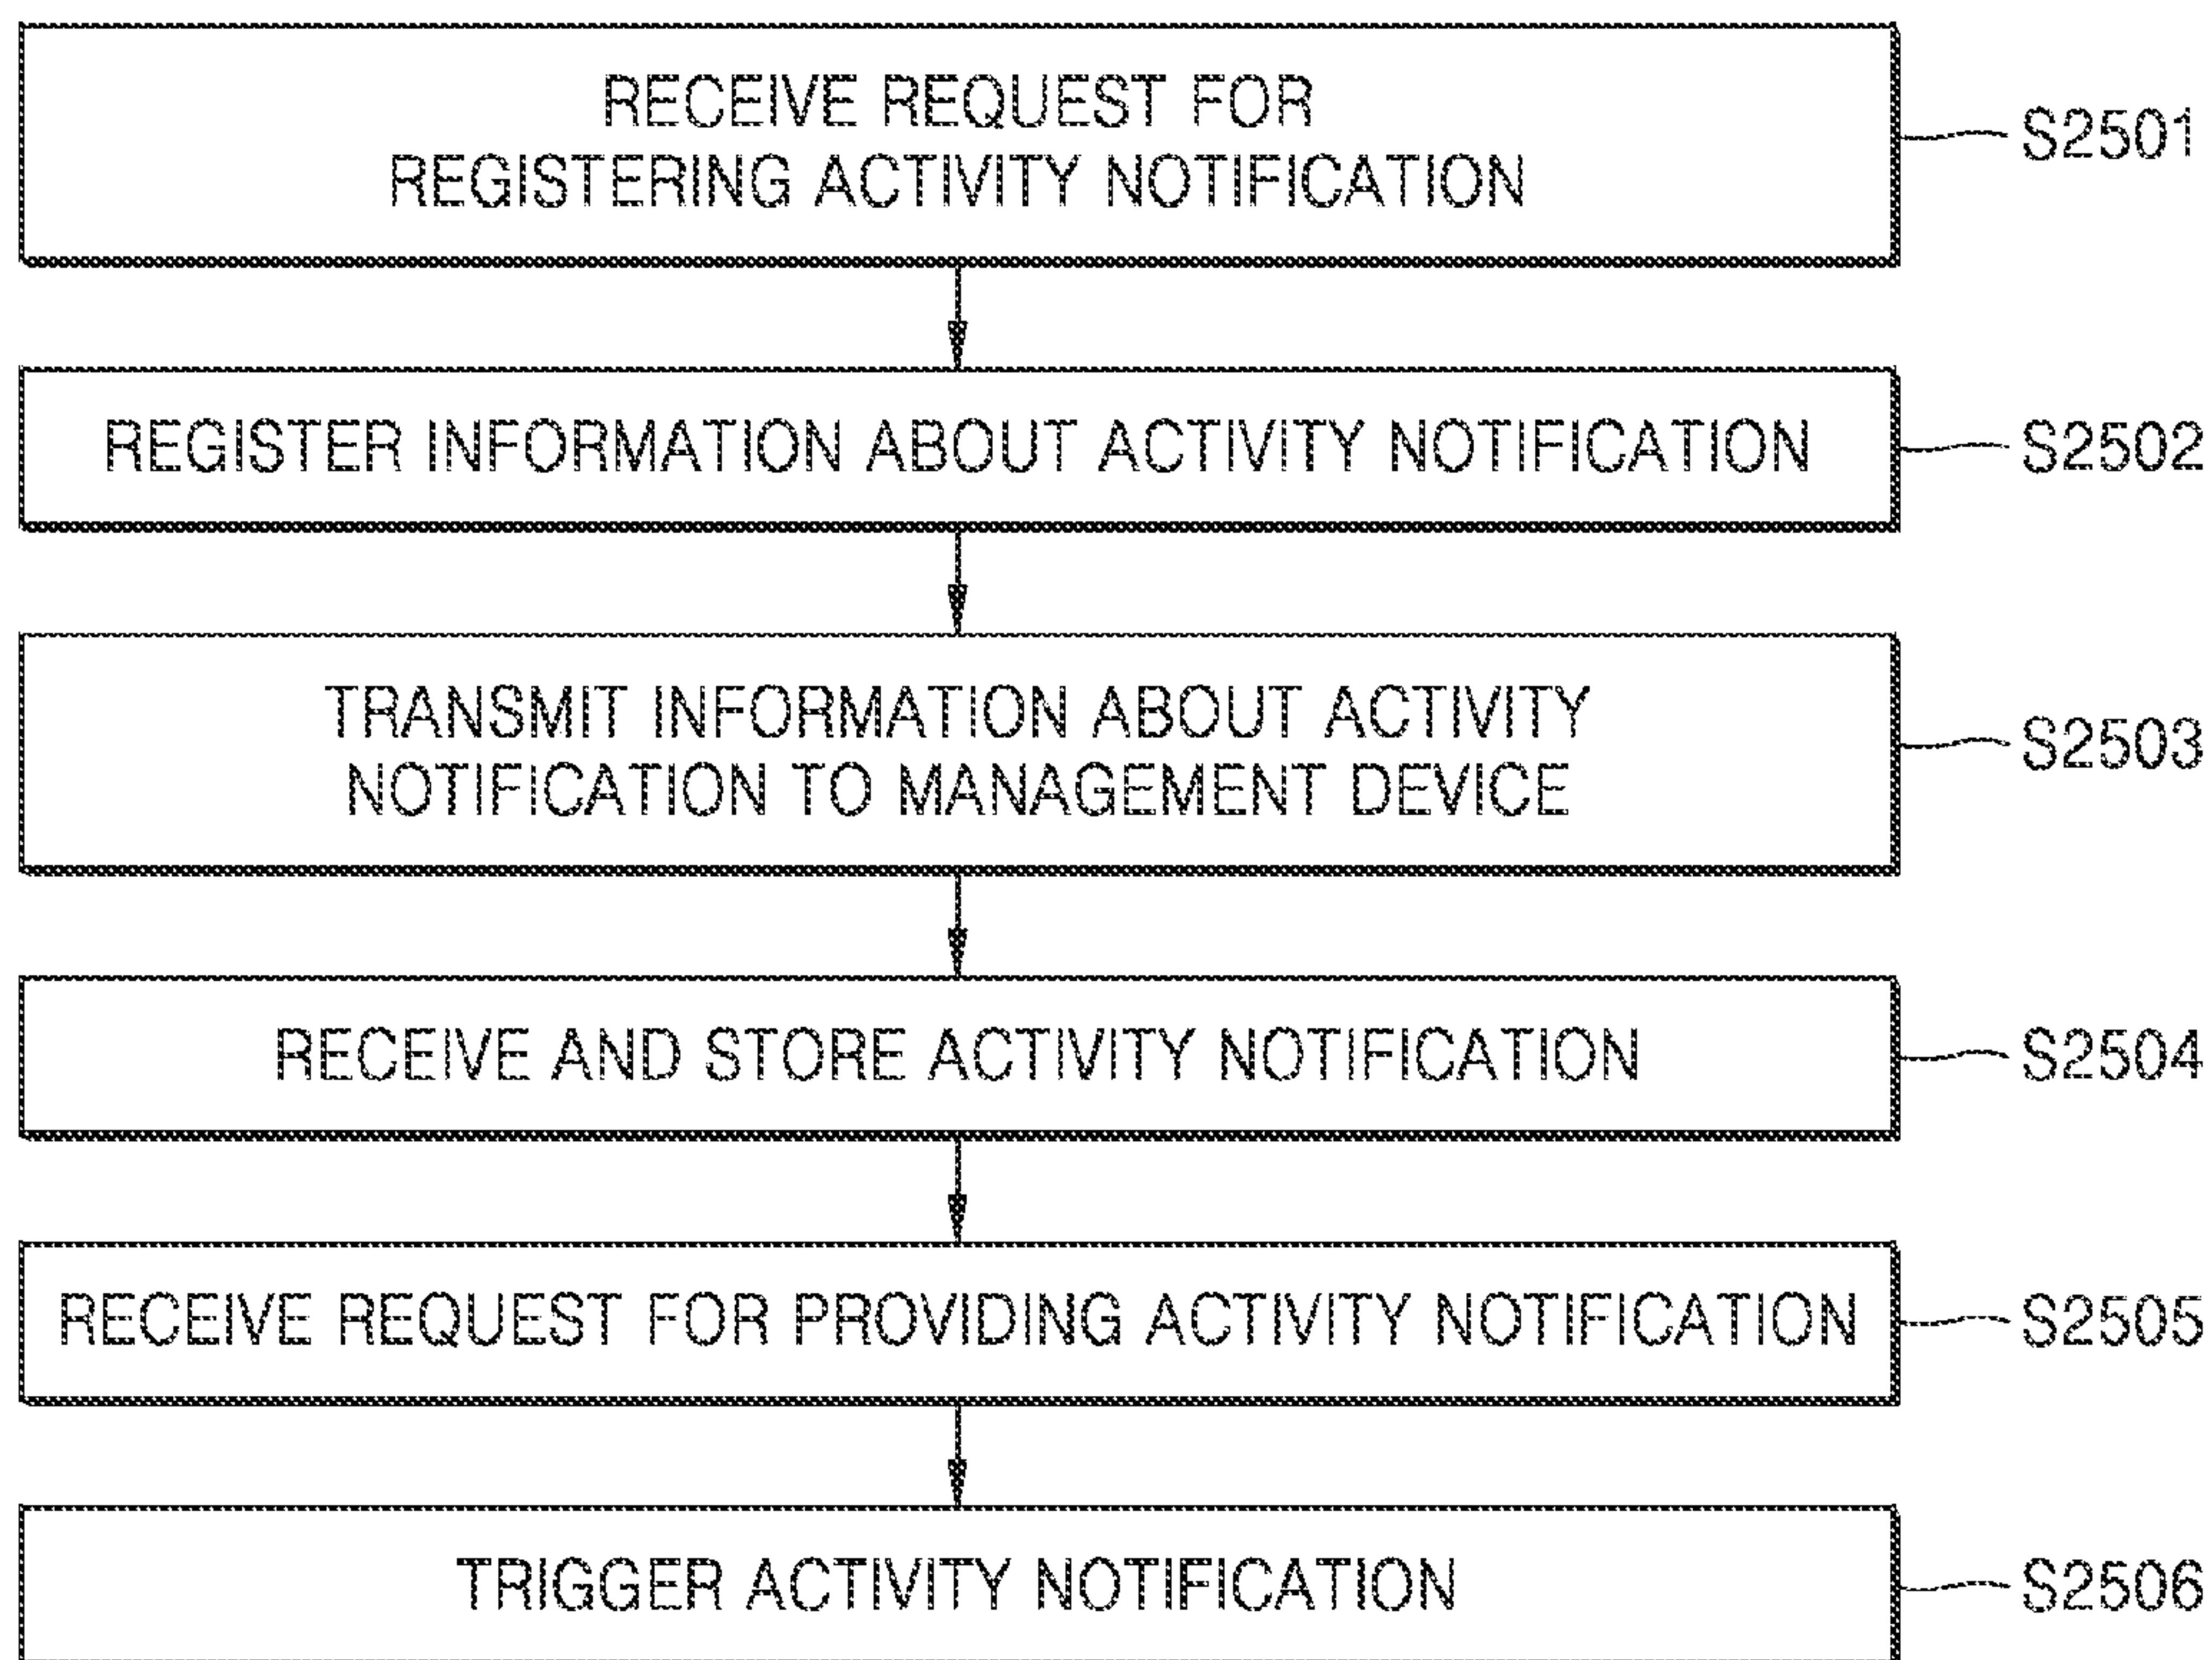 RECEIVE REQUEST FOR
REGISTERING ACTIVITY NOTIFICATION
S2501
REGISTER INFORMATION ABOUT ACTIVITY NOTIFICATION
S2502
TRANSMIT INFORMATION ABOUT ACTIVITY
NOTIFICATION TO MANAGEMENT DEVICE
S2503
RECEIVE AND STORE ACTIVITY NOTIFICATION
S2504
RECEIVE REQUEST FOR PROVIDING ACTIVITY NOTIFICATION
S2505
TRIGGER ACTIVITY NOTIFICATION
S2506